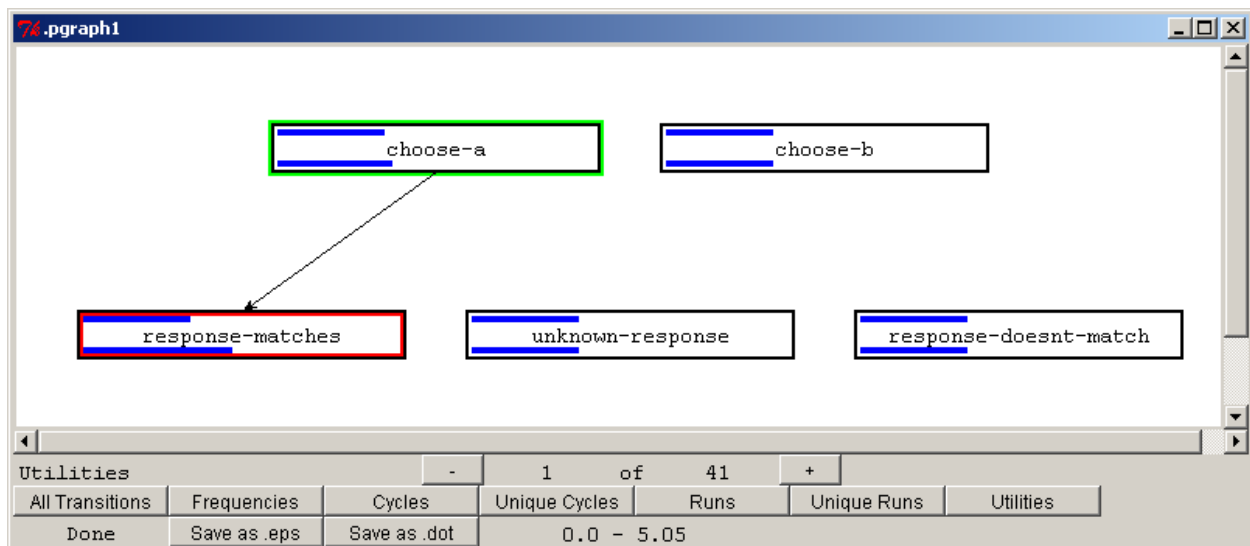 .pgraph1
choose-a choose-b
response-matches unknown-response response-doesnt-match
Utilities - 1 of 41 +
All Transitions Frequencies Cycles Unique Cycles Runs Unique Runs Utilities
Done Save as .eps Save as .dot 0.0 - 5.05